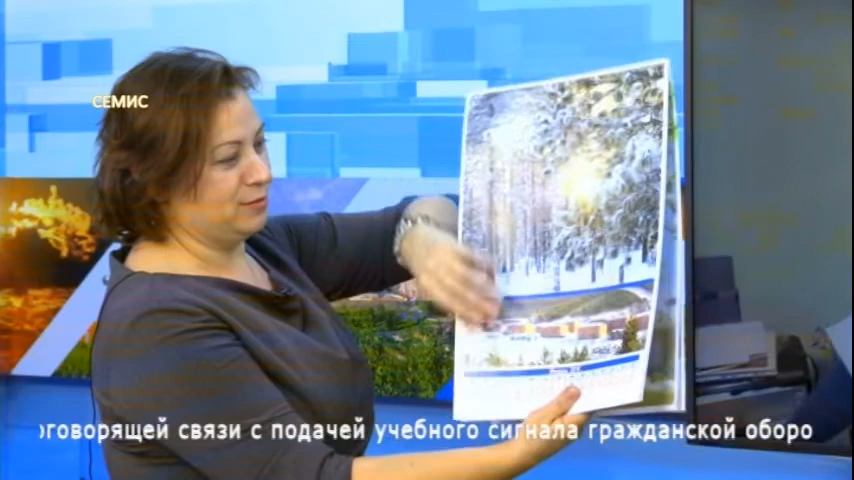 СЕМИС
оговорящей связи с подачей учебного сигнала гражданской оборо